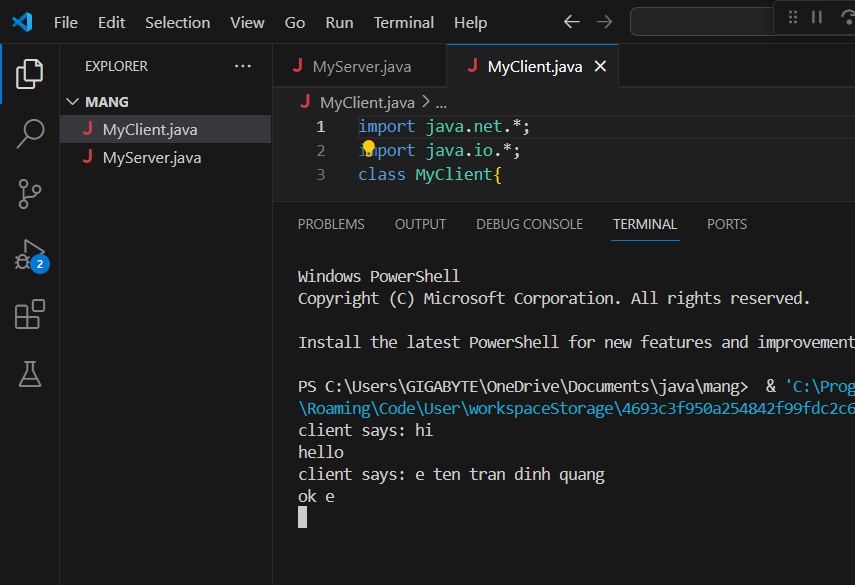 File Edit Selection View Go Run Terminal Help
EXPLORER
MANG
MyClient.java
MyServer.java
2
MyServer.java MyClient.java
MyClient.java > ...
1 import java.net.*;
2 import java.io.*;
3 class MyClient{
PROBLEMS OUTPUT DEBUG CONSOLE TERMINAL PORTS
Windows PowerShell
Copyright (C) Microsoft Corporation. All rights reserved.
Install the latest PowerShell for new features and improvement
PS C:\Users\GIGABYTE\OneDrive\Documents\java\mang> & 'C:\Prog
\Roaming\Code\User\workspaceStorage\4693c3f950a254842f99fdc2c6
client says: hi
hello
client says: e ten tran dinh quang
ok e